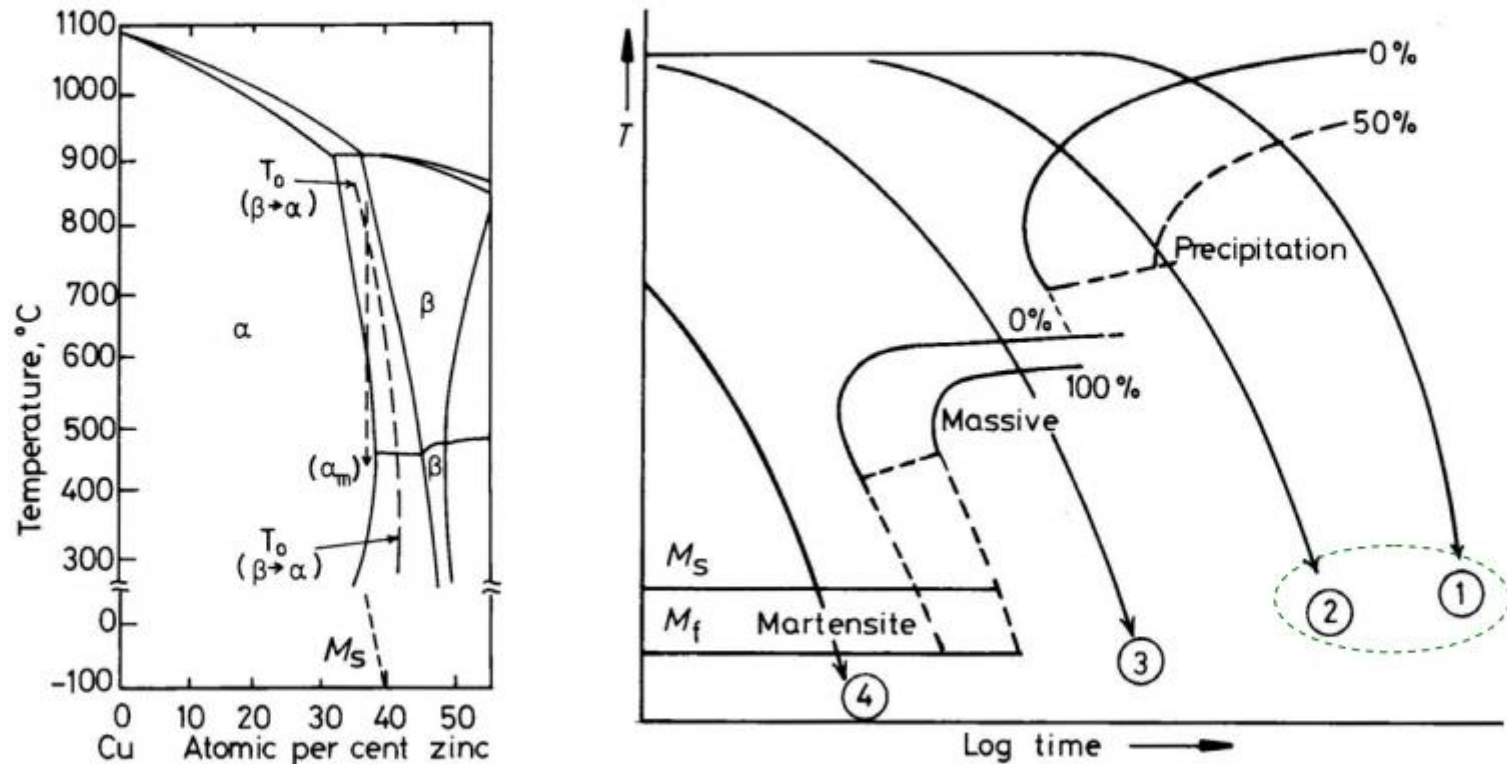 1100
1000
900
800
700
600
500
400
300
0
-100
Temperature, °C
T₀
(β→α)
α
β
(αₘ)
β
T₀
(β→α)
Mₛ
0 10 20 30 40 50
Cu Atomic per cent zinc
T
0%
50%
Precipitation
0%
100%
Massive
Mₛ
M_f Martensite
1
2
3
4
Log time